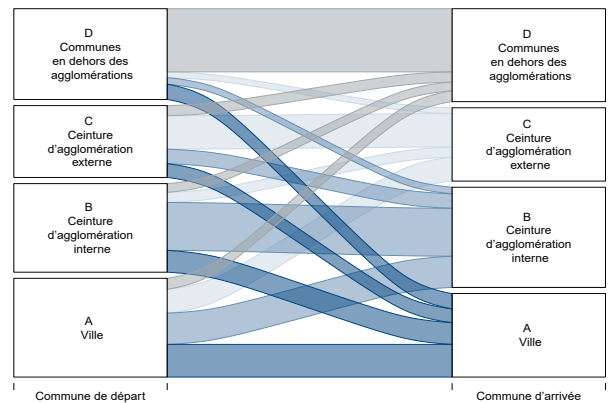 D
Communes
en dehors des
agglomérations
C
Ceinture
d'agglomération
externe
B
Ceinture
d'agglomération
interne
A
Ville
Commune de départ
D
Communes
en dehors des
agglomérations
C
Ceinture
d'agglomération
externe
B
Ceinture
d'agglomération
interne
A
Ville
Commune d'arrivée